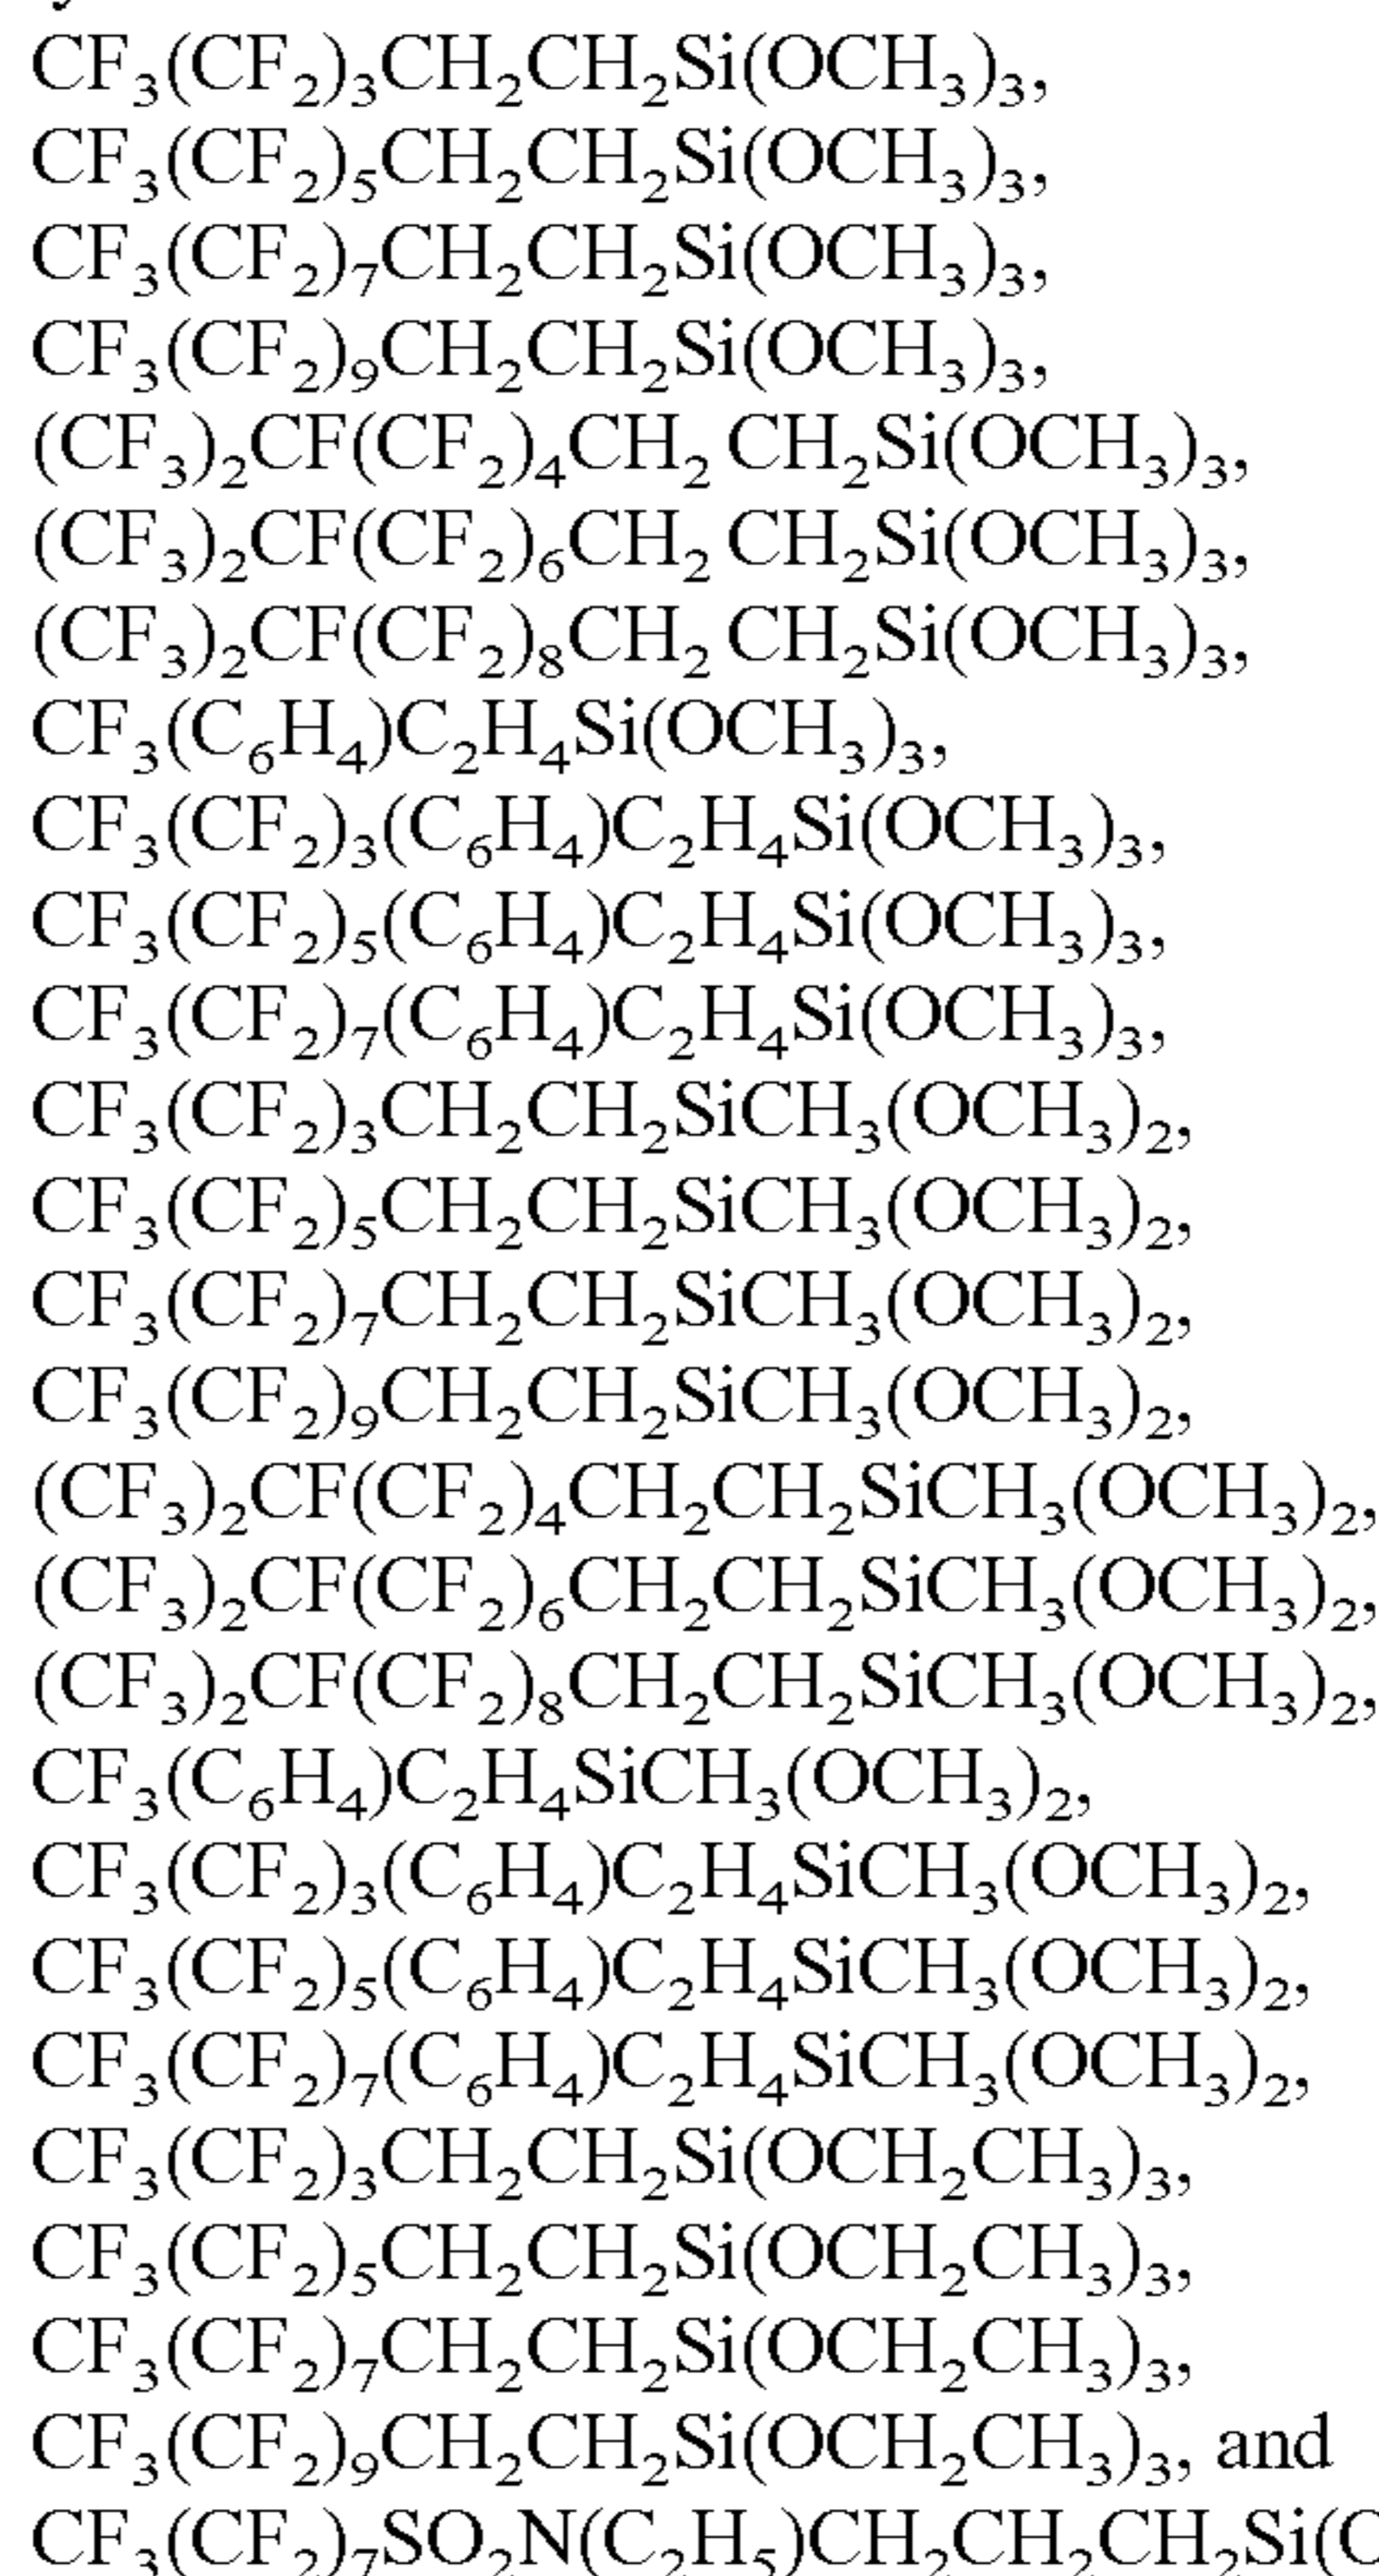 CF₃(CF₂)₃CH₂CH₂Si(OCH₃)₃,
CF₃(CF₂)₅CH₂CH₂Si(OCH₃)₃,
CF₃(CF₂)₇CH₂CH₂Si(OCH₃)₃,
CF₃(CF₂)₉CH₂CH₂Si(OCH₃)₃,
(CF₃)₂CF(CF₂)₄CH₂ CH₂Si(OCH₃)₃,
(CF₃)₂CF(CF₂)₆CH₂ CH₂Si(OCH₃)₃,
(CF₃)₂CF(CF₂)₈CH₂ CH₂Si(OCH₃)₃,
CF₃(C₆H₄)C₂H₄Si(OCH₃)₃,
CF₃(CF₂)₃(C₆H₄)C₂H₄Si(OCH₃)₃,
CF₃(CF₂)₅(C₆H₄)C₂H₄Si(OCH₃)₃,
CF₃(CF₂)₇(C₆H₄)C₂H₄Si(OCH₃)₃,
CF₃(CF₂)₃CH₂CH₂SiCH₃(OCH₃)₂,
CF₃(CF₂)₅CH₂CH₂SiCH₃(OCH₃)₂,
CF₃(CF₂)₇CH₂CH₂SiCH₃(OCH₃)₂,
CF₃(CF₂)₉CH₂CH₂SiCH₃(OCH₃)₂,
(CF₃)₂CF(CF₂)₄CH₂CH₂SiCH₃(OCH₃)₂,
(CF₃)₂CF(CF₂)₆CH₂CH₂SiCH₃(OCH₃)₂,
(CF₃)₂CF(CF₂)₈CH₂CH₂SiCH₃(OCH₃)₂,
CF₃(C₆H₄)C₂H₄SiCH₃(OCH₃)₂,
CF₃(CF₂)₃(C₆H₄)C₂H₄SiCH₃(OCH₃)₂,
CF₃(CF₂)₅(C₆H₄)C₂H₄SiCH₃(OCH₃)₂,
CF₃(CF₂)₇(C₆H₄)C₂H₄SiCH₃(OCH₃)₂,
CF₃(CF₂)₃CH₂CH₂Si(OCH₂CH₃)₃,
CF₃(CF₂)₅CH₂CH₂Si(OCH₂CH₃)₃,
CF₃(CF₂)₇CH₂CH₂Si(OCH₂CH₃)₃,
CF₃(CF₂)₉CH₂CH₂Si(OCH₂CH₃)₃, and
CF₃(CF₂)₇SO₂N(C₂H₅)CH₂CH₂CH₂Si(